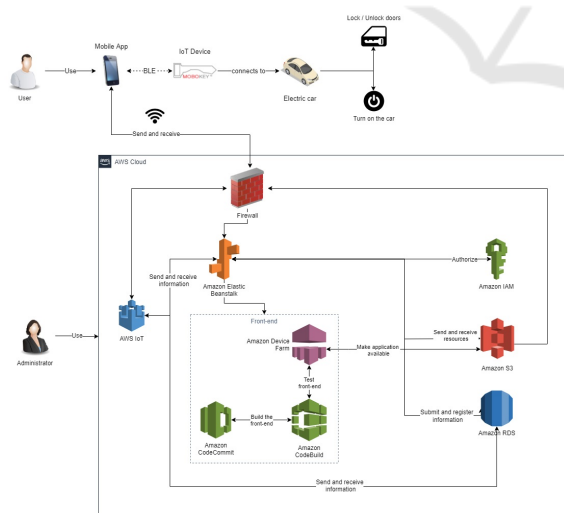 Lock / Unlock doors
Mobile App
IoT Device
Use
BLE
MOBOKEY
connects to
User
Electric car
Turn on the car
Send and receive
aws
AWS Cloud
Firewall
Send and receive
information
Amazon Elastic
Beanstalk
Authorize
Amazon IAM
Use
Administrator
AWS IoT
Front-end
Amazon Device
Farm
Make application
available
Send and receive
resources
Amazon S3
Test
front-end
Build the
front-end
Amazon
CodeCommit
Amazon
CodeBuild
Submit and register
information
Amazon RDS
Send and receive
information